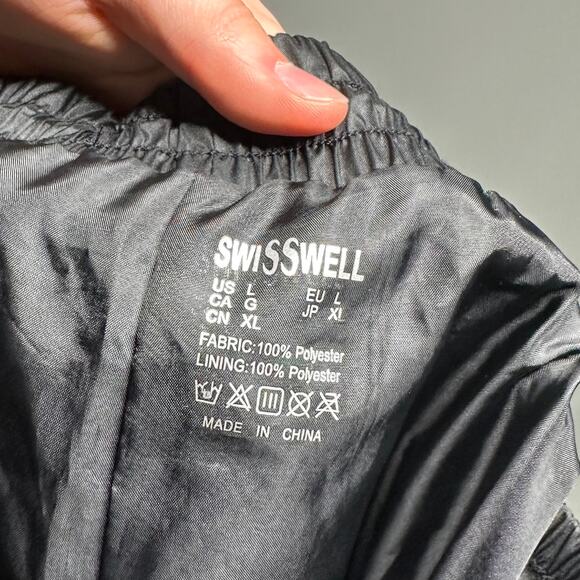 SWISSWELL
US L EU L
CA G JP XL
CN XL
FABRIC:100% Polyester
LINING:100% Polyester
MADE IN CHINA